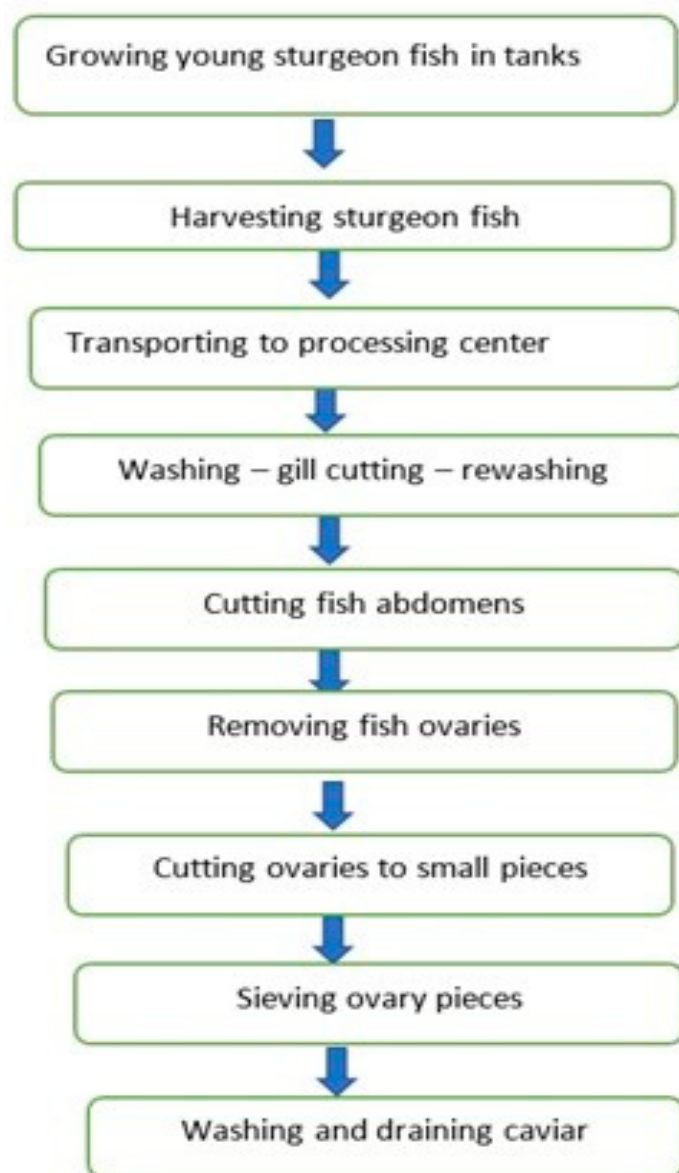 Growing young sturgeon fish in tanks
Harvesting sturgeon fish
Transporting to processing center
Washing – gill cutting – rewashing
Cutting fish abdomens
Removing fish ovaries
Cutting ovaries to small pieces
Sieving ovary pieces
Washing and draining caviar